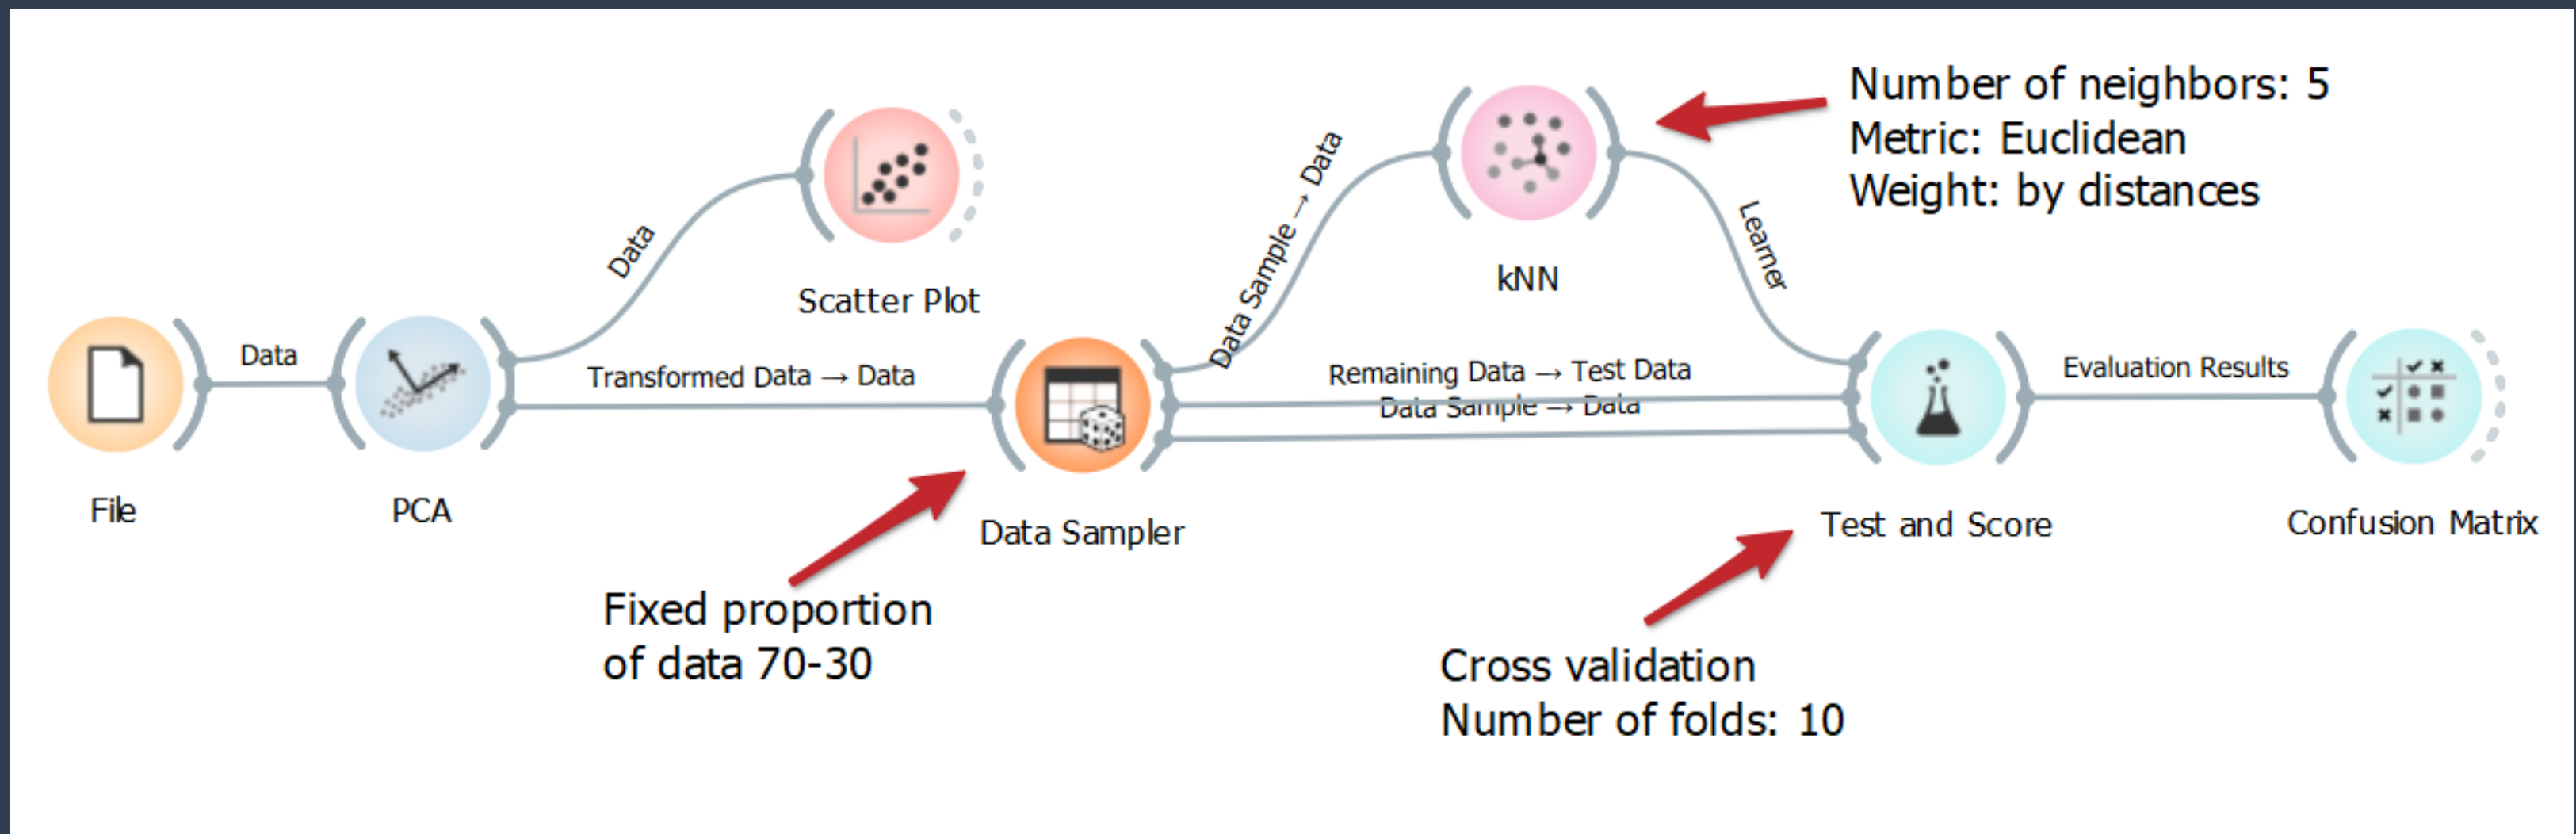 Number of neighbors: 5
Metric: Euclidean
Weight: by distances
Data Sample → Data
Data
kNN
Learner
Scatter Plot
Data
Transformed Data → Data
Remaining Data → Test Data
Data Sample → Data
Evaluation Results
File
PCA
Data Sampler
Test and Score
Confusion Matrix
Fixed proportion
of data 70-30
Cross validation
Number of folds: 10